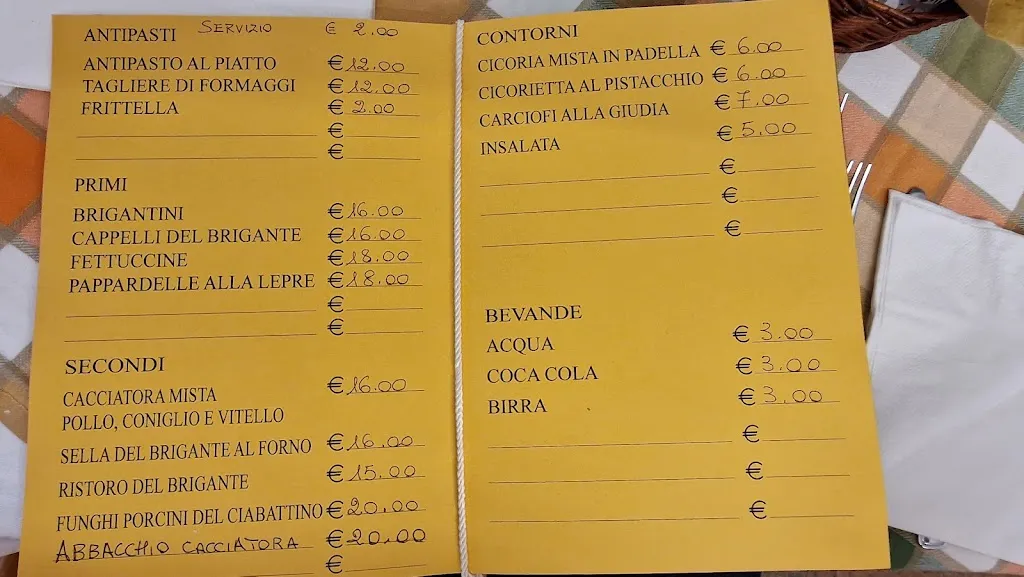 ANTIPASTI SERVIZIO € 2.00
ANTIPASTO AL PIATTO € 12.00
TAGLIERE DI FORMAGGI € 12.00
FRITTELLA € 2.00
€
€
PRIMI
BRIGANTINI € 16.00
CAPPELLI DEL BRIGANTE € 16.00
FETTUCCINE € 18.00
PAPPARDELLE ALLA LEPRE € 18.00
€
€
SECONDI
CACCIATORA MISTA € 16.00
POLLO, CONIGLIO E VITELLO
SELLA DEL BRIGANTE AL FORNO € 16.00
RISTORO DEL BRIGANTE € 15.00
FUNGHI PORCINI DEL CIABATTINO € 20.00
ABBACCHIO CACCIATORA € 20.00
€
CONTORNI
CICORIA MISTA IN PADELLA € 6.00
CICORIETTA AL PISTACCHIO € 6.00
CARCIOFI ALLA GIUDIA € 7.00
INSALATA € 5.00
€
€
€
BEVANDE
ACQUA € 3.00
COCA COLA € 3.00
BIRRA € 3.00
€
€
€